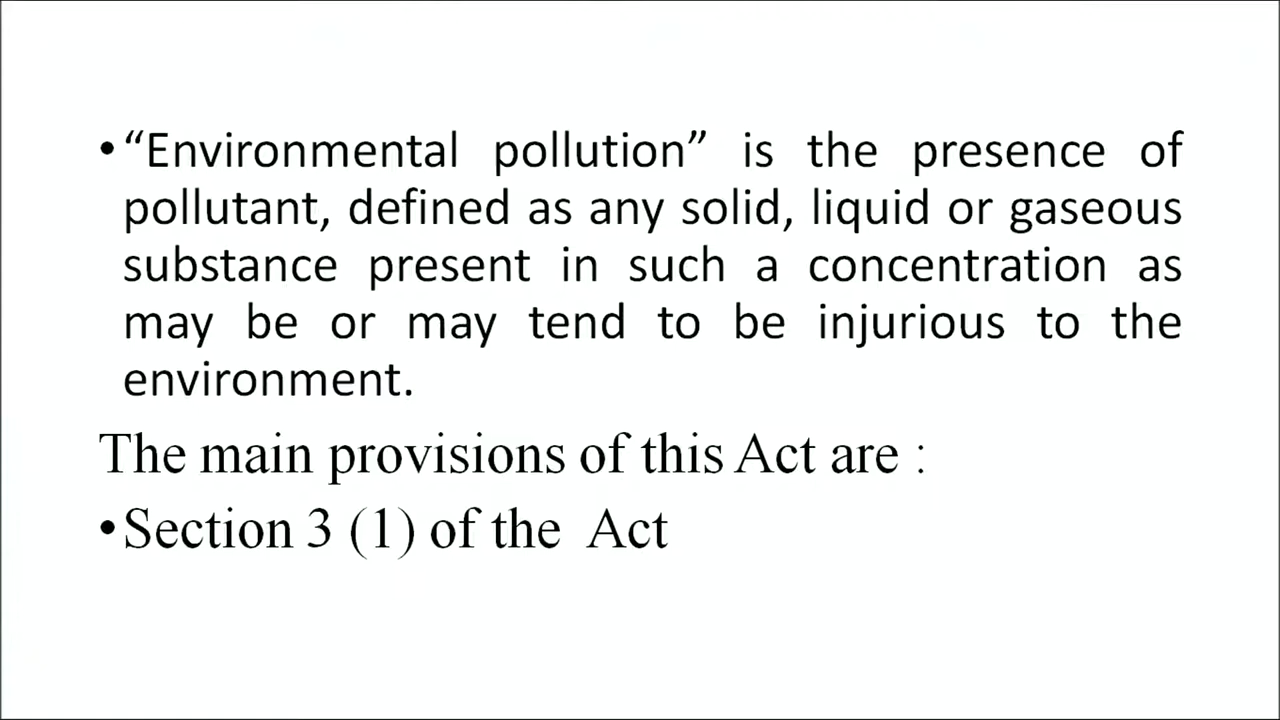 • “Environmental pollution” is the presence of
pollutant, defined as any solid, liquid or gaseous
substance present in such a concentration as
may be or may tend to be injurious to the
environment.
The main provisions of this Act are :
• Section 3 (1) of the Act